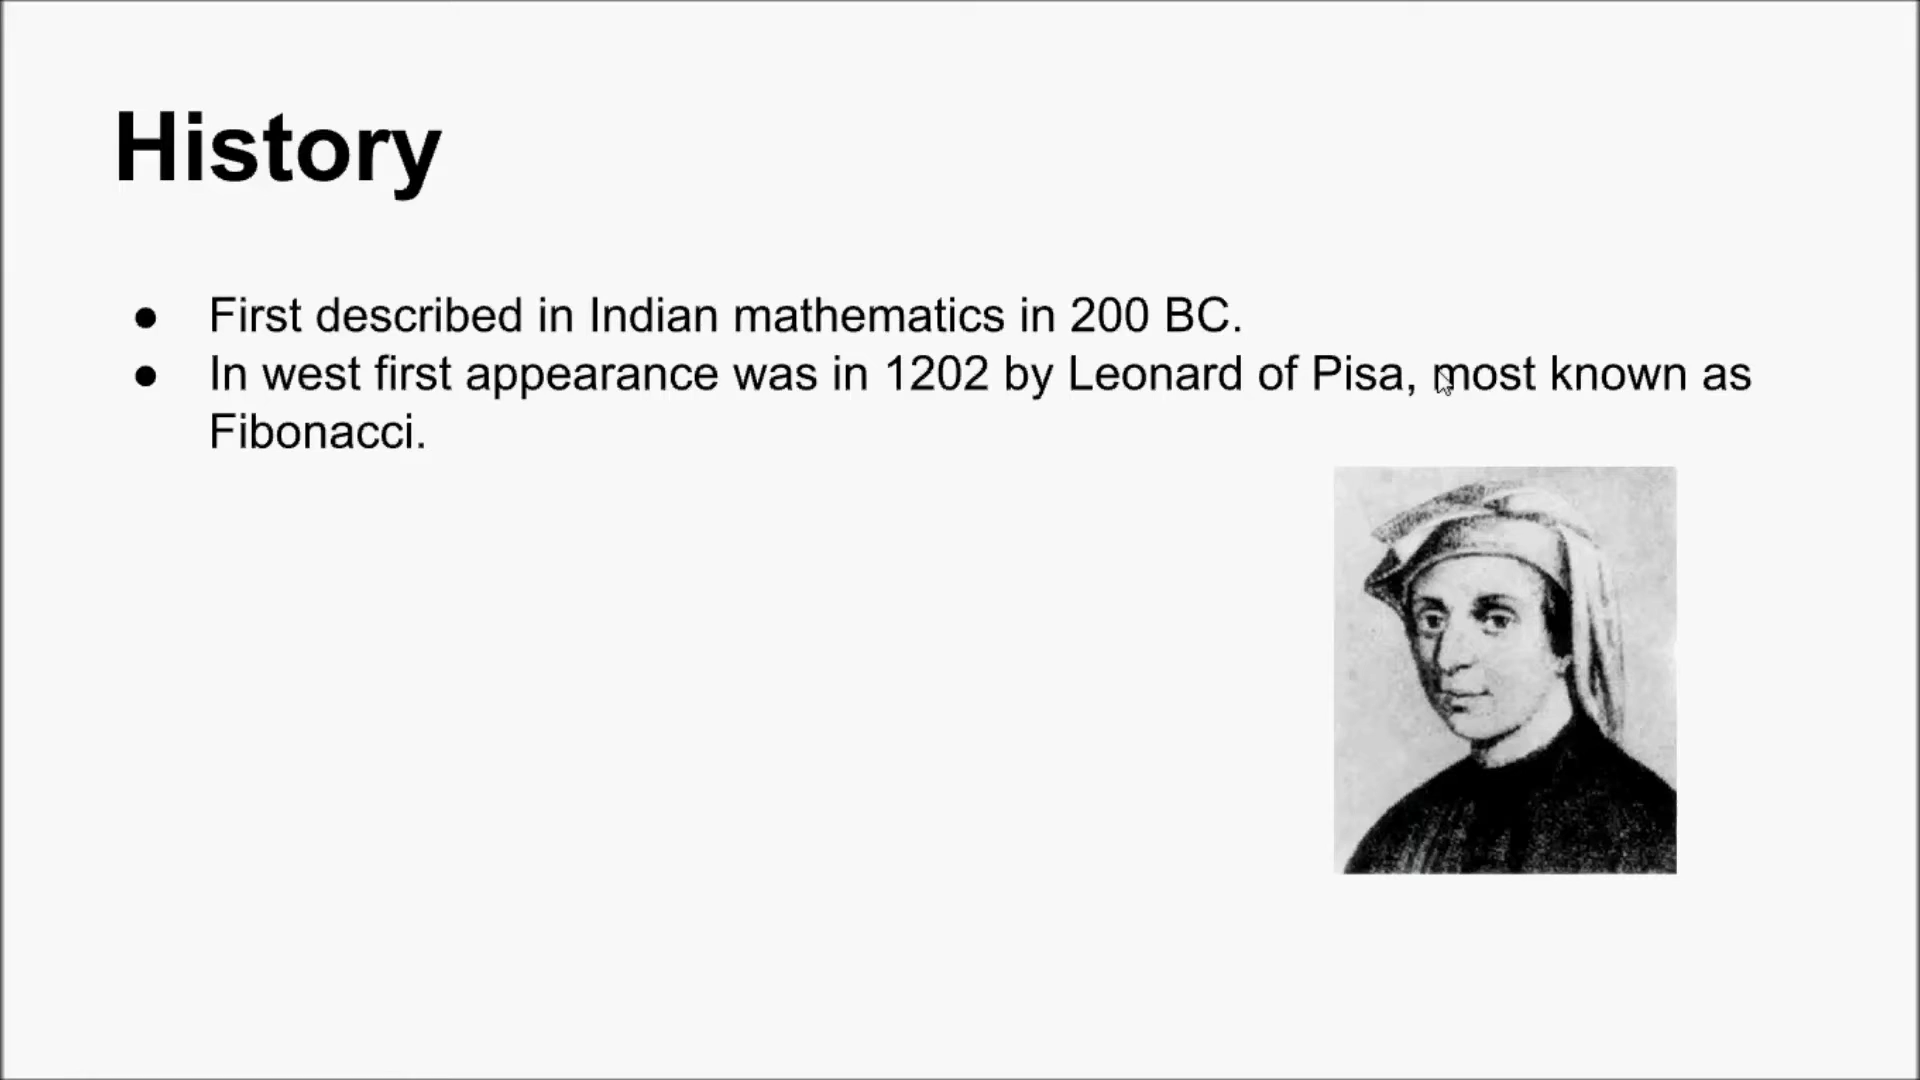 History
● First described in Indian mathematics in 200 BC.
● In west first appearance was in 1202 by Leonard of Pisa, most known as
Fibonacci.